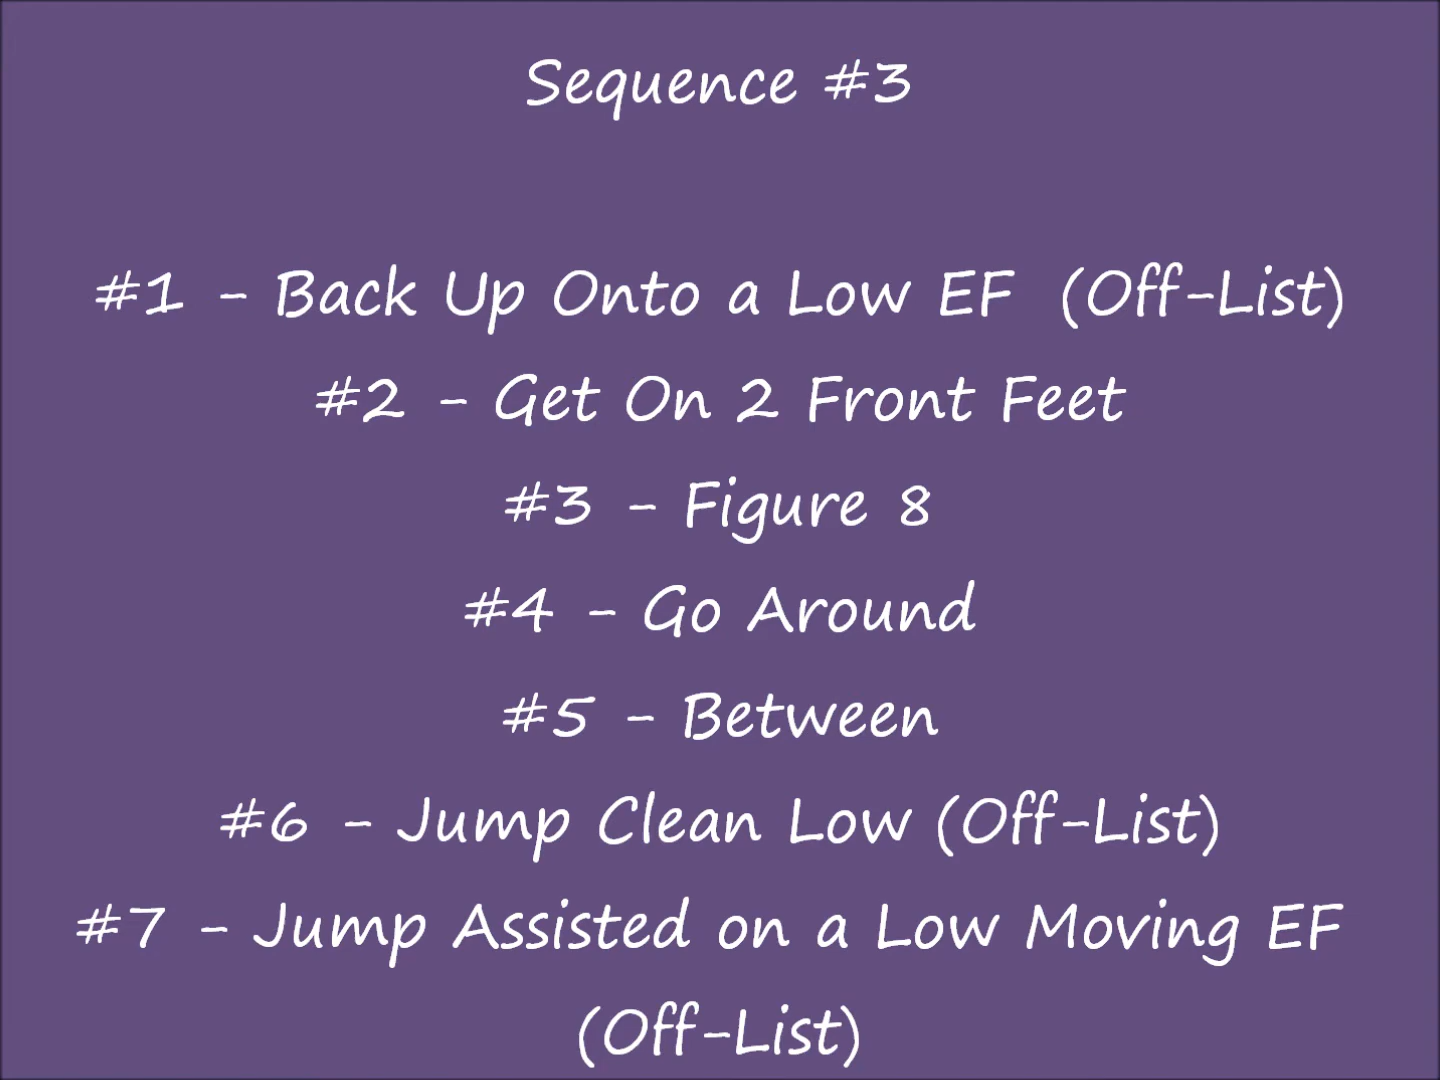 Sequence #3
#1 - Back Up Onto a Low EF (Off-List)
#2 - Get On 2 Front Feet
#3 - Figure 8
#4 - Go Around
#5 - Between
#6 - Jump Clean Low (Off-List)
#7 - Jump Assisted on a Low Moving EF
(Off-List)